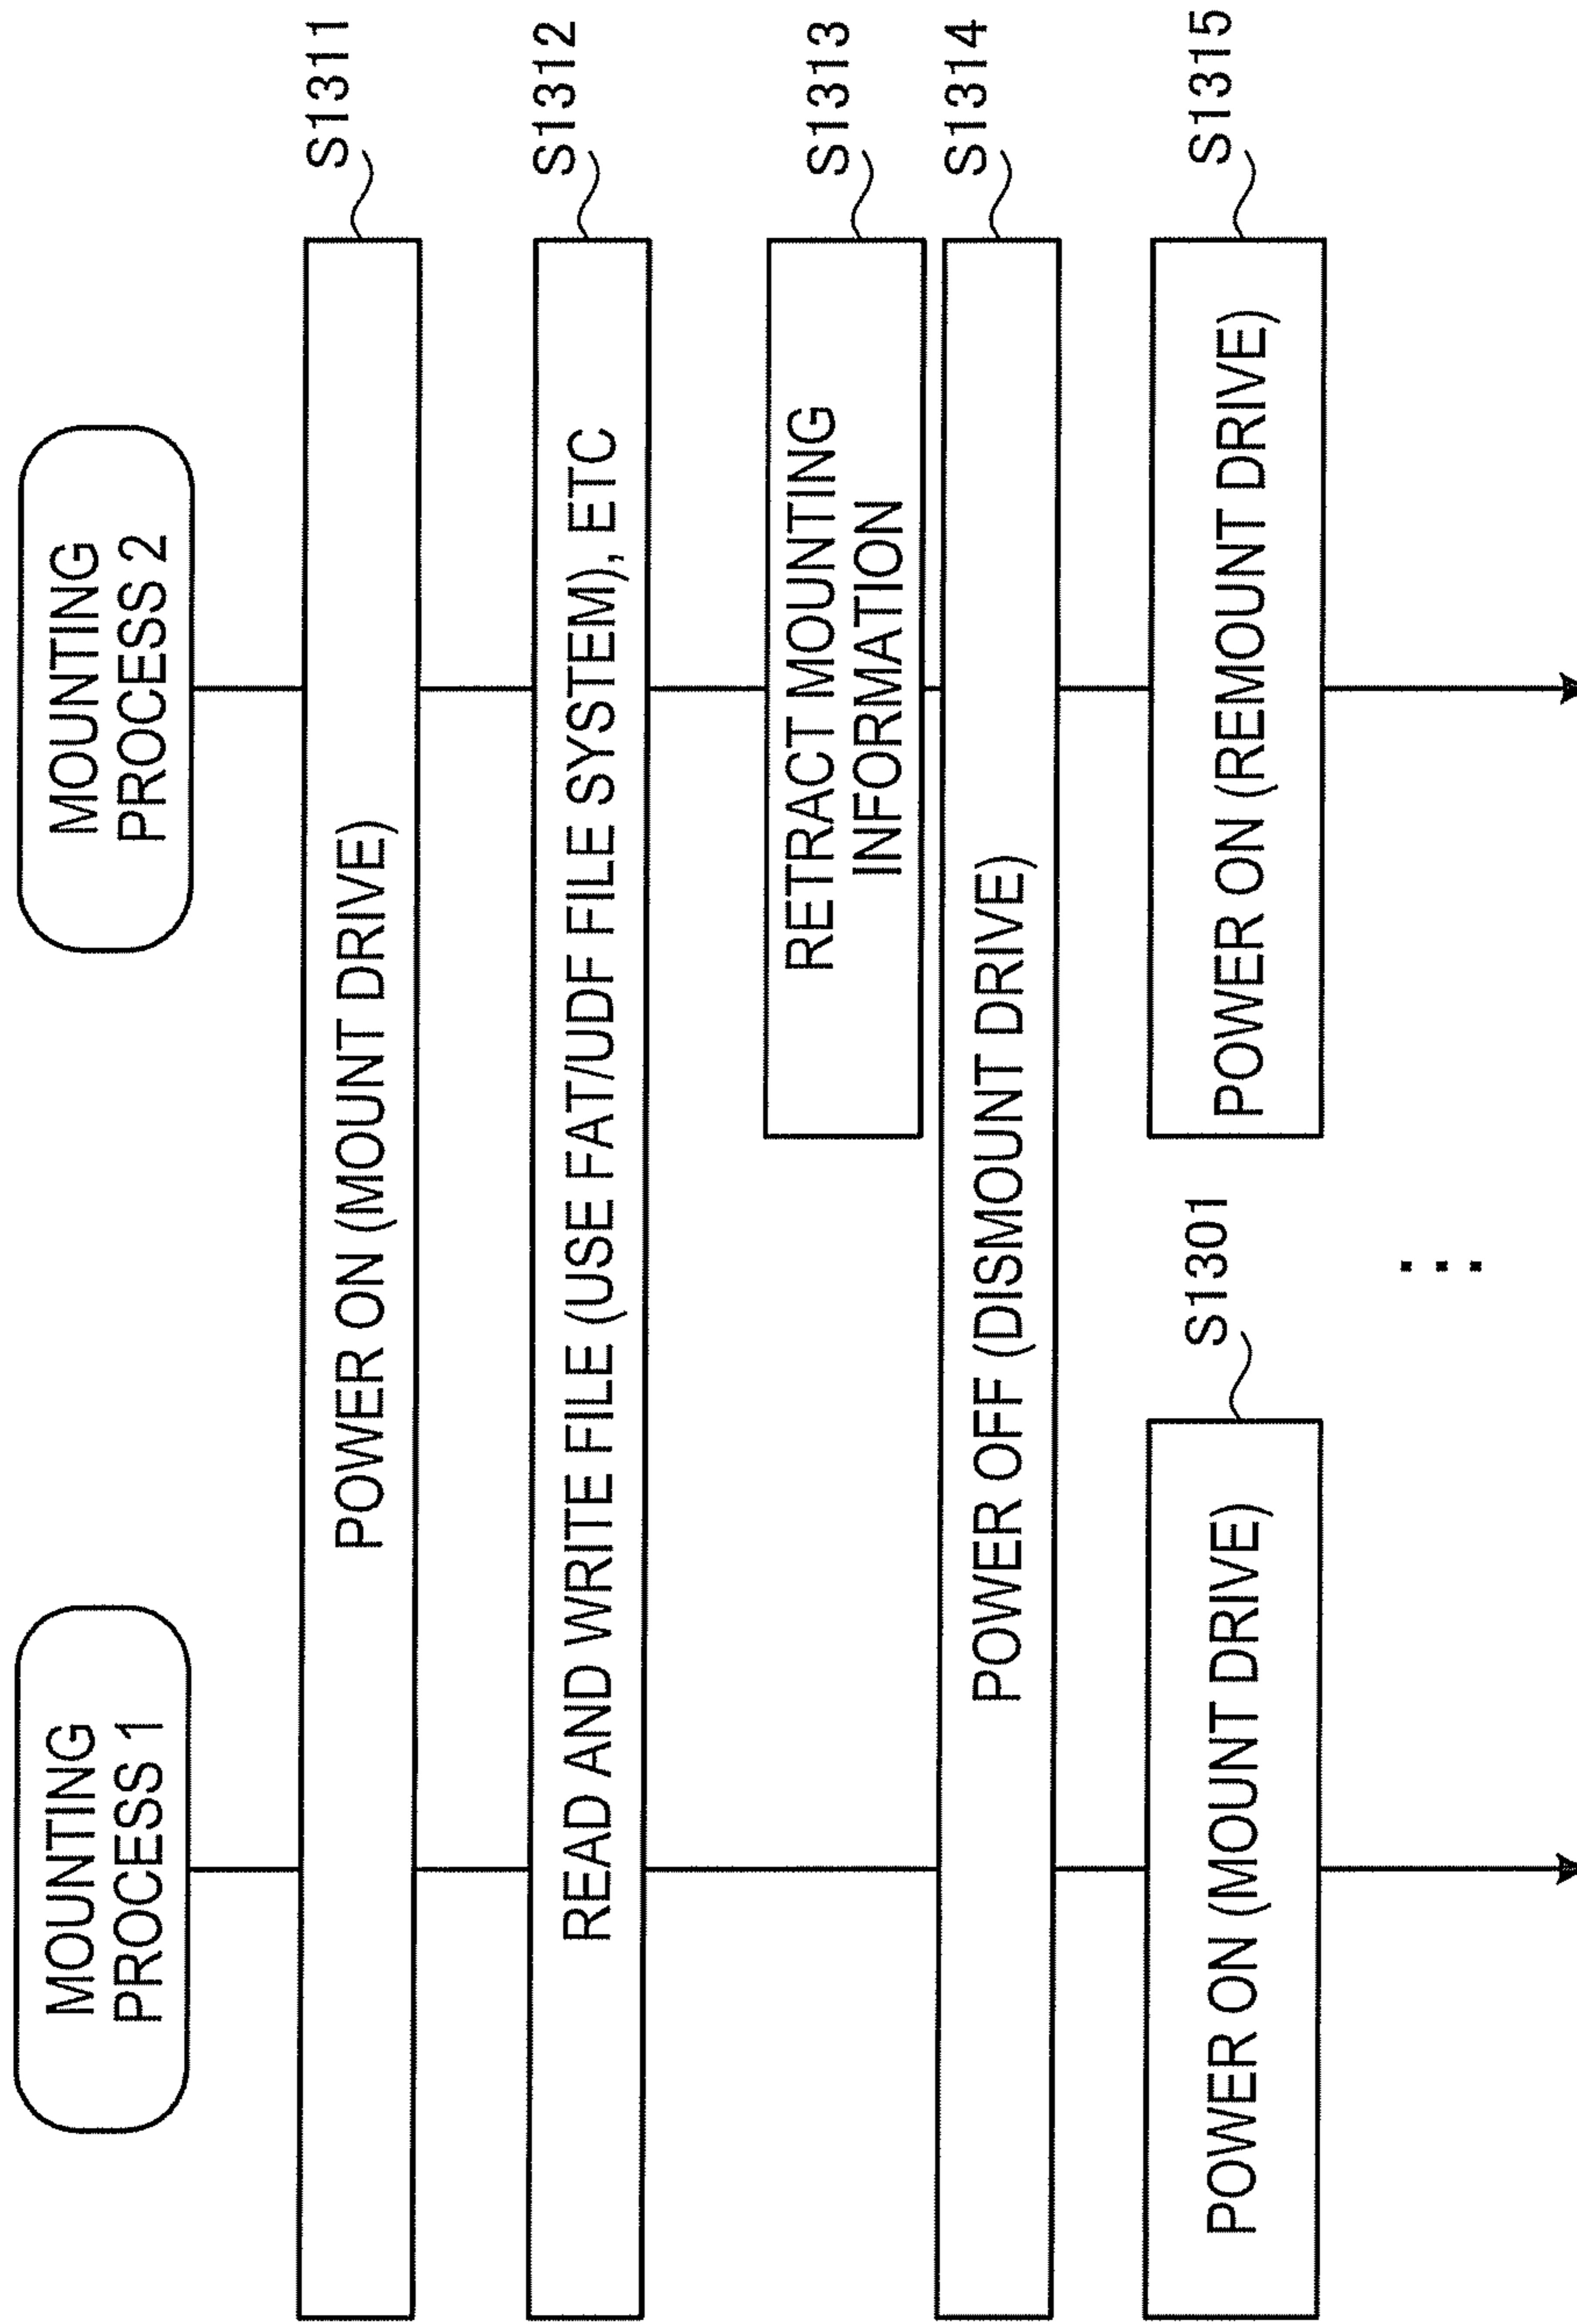 MOUNTING
PROCESS 1
MOUNTING
PROCESS 2
POWER ON (MOUNT DRIVE)
S1311
READ AND WRITE FILE (USE FAT/UDF FILE SYSTEM), ETC
S1312
RETRACT MOUNTING
INFORMATION
S1313
POWER OFF (DISMOUNT DRIVE)
S1314
POWER ON (MOUNT DRIVE)
S1301
POWER ON (REMOUNT DRIVE)
S1315
...